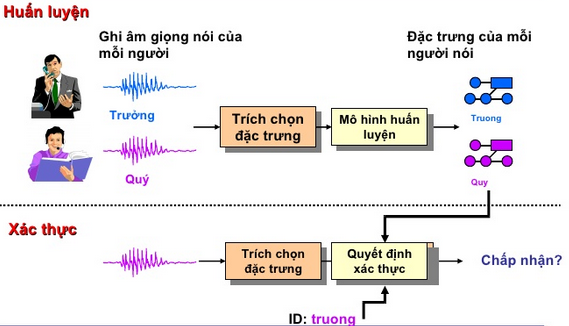 Huấn luyện
Ghi âm giọng nói của
mỗi người
Đặc trưng của mỗi
người nói
Trưởng
Trích chọn
đặc trưng
Mô hình huấn
luyện
Truong
Quý
Quy
Xác thực
Trích chọn
đặc trưng
Quyết định
xác thực
Chấp nhận?
ID: truong